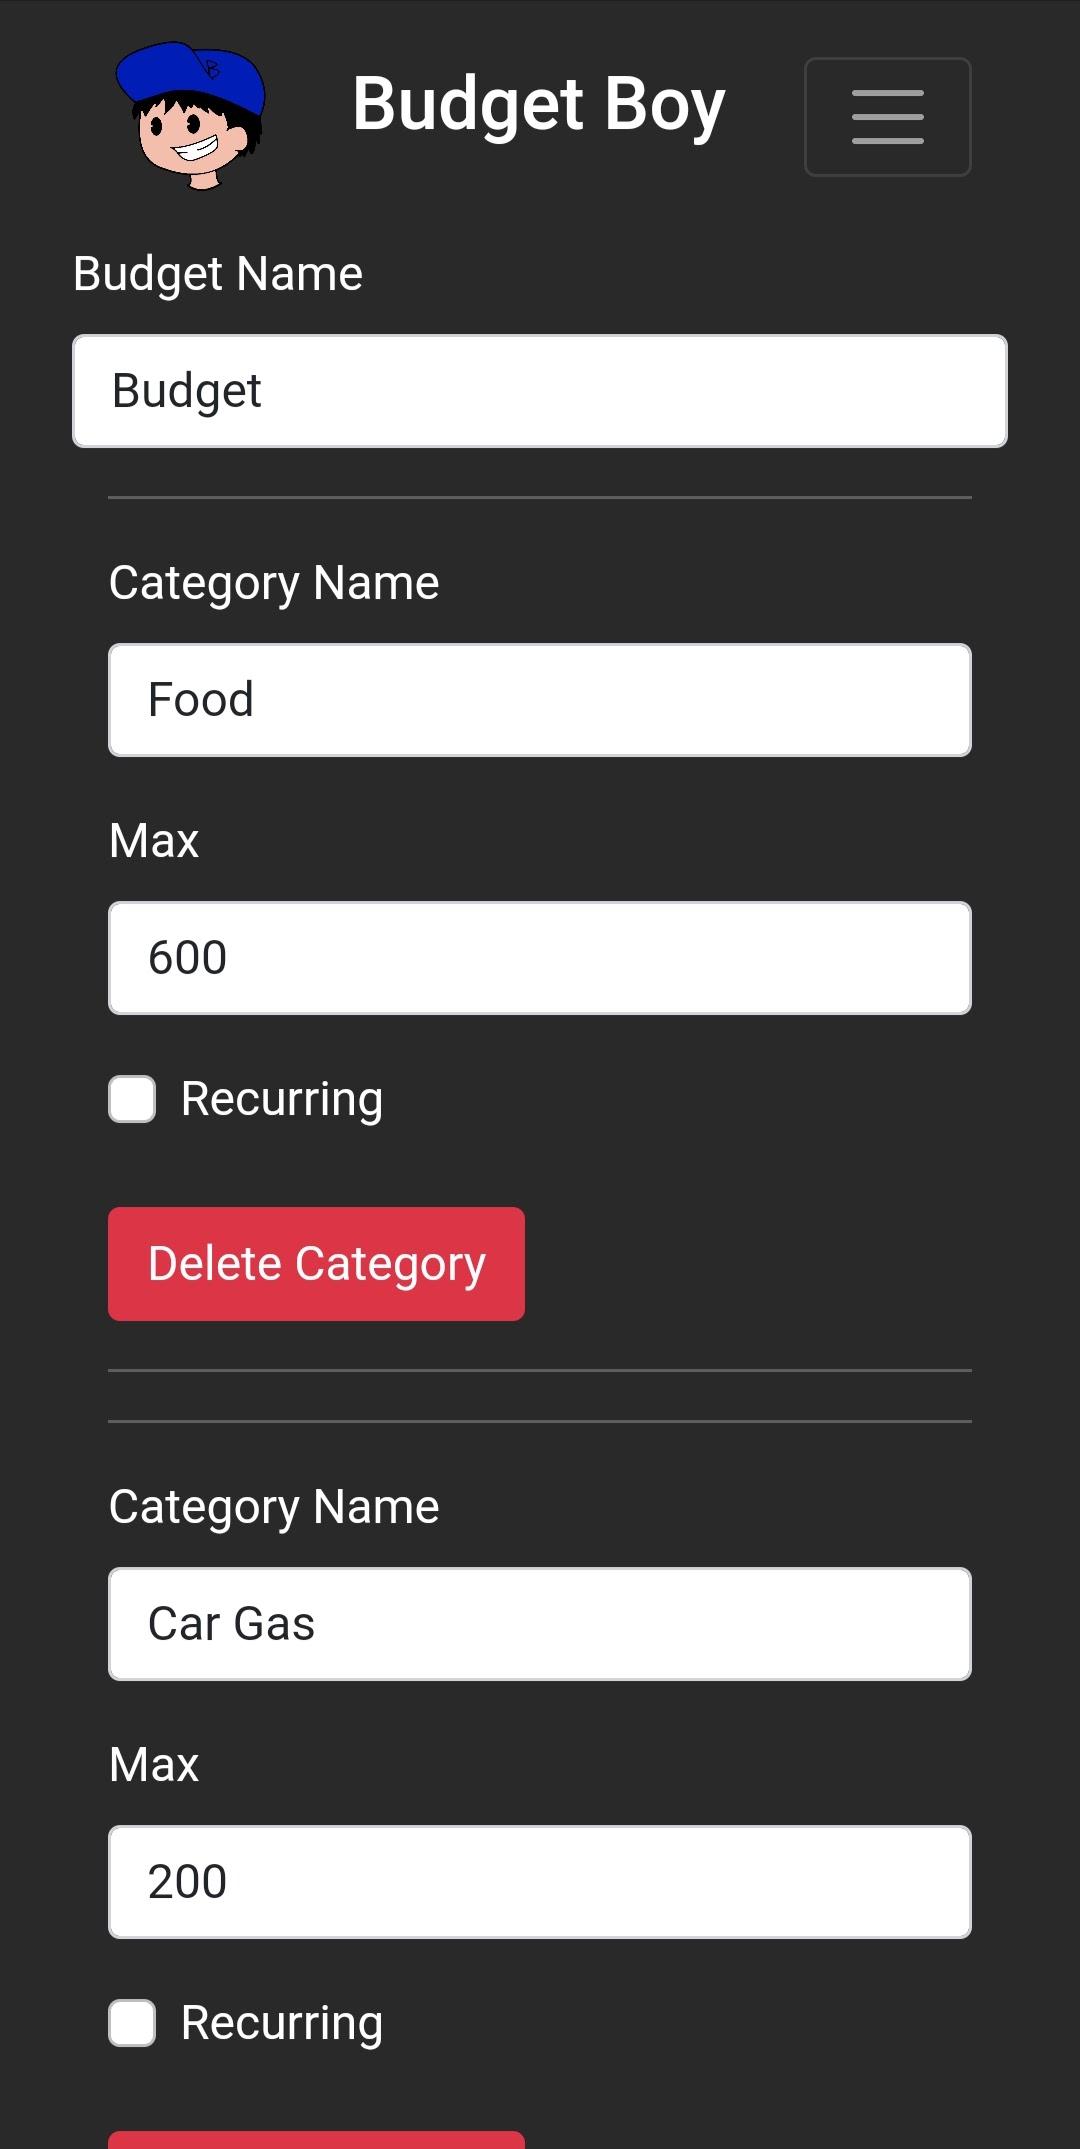 B
Budget Boy
Budget Name
Budget
Category Name
Food
Max
600
Recurring
Delete Category
Category Name
Car Gas
Max
200
Recurring